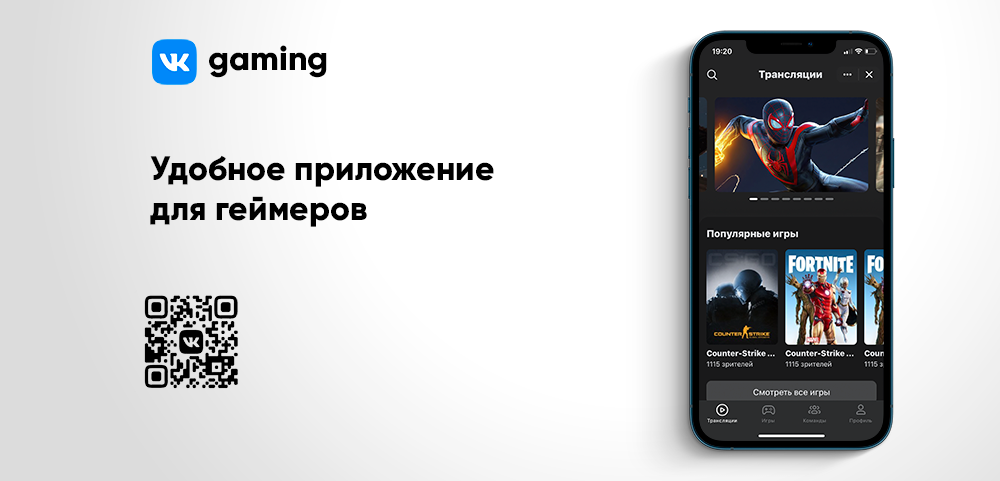 VK gaming
Удобное приложение
для геймеров
19:20
Трансляции
Популярные игры
CS:GO
COUNTER STRIKE
FORTNITE
Counter-Strike ...
Counter-Strike ...
Coun
1115 зрителей
1115 зрителей
1115 з
Смотреть все игры
Трансляции
Игры
Команды
Профиль